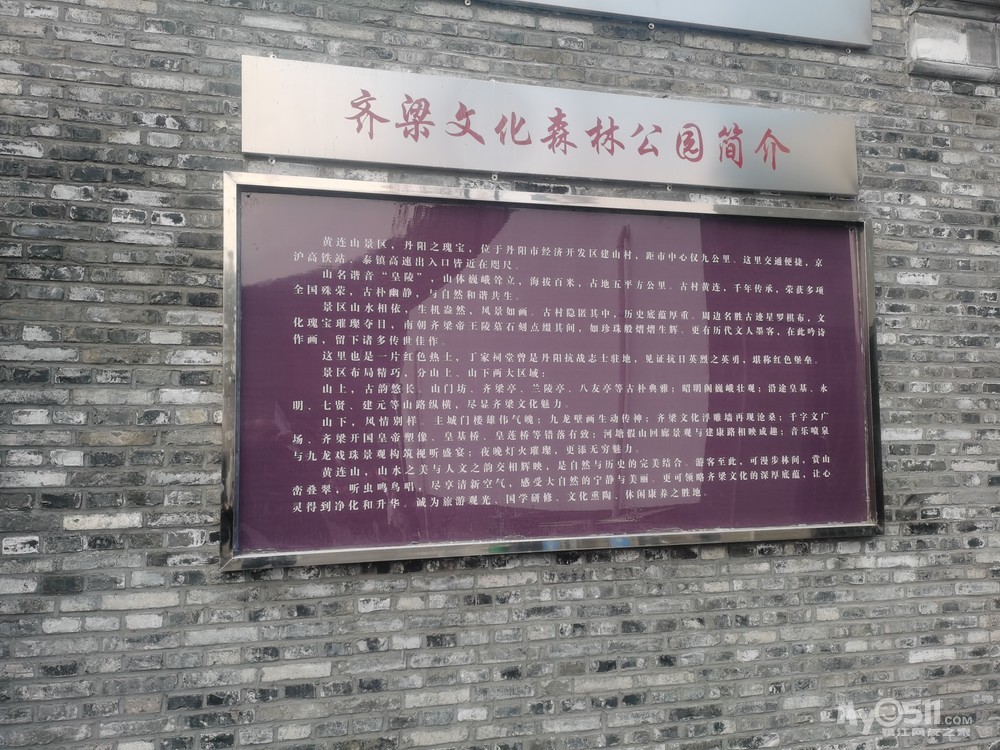 齐梁文化森林公园简介
黄连山景区，丹阳之瑰宝，位于丹阳市经济开发区建山村，距市中心仅九公里。这里交通便捷，京
沪高铁站、泰镇高速出入口皆近在咫尺。
山名谐音“皇陵”，山体巍峨耸立，海拔百米，占地五平方公里。古村黄连，千年传承，荣获多项
全国殊荣，古朴幽静，与自然和谐共生。
景区山水相依，生机盎然，风景如画。古村隐匿其中，历史底蕴厚重。周边名胜古迹星罗棋布，文
化瑰宝璀璨夺目，南朝齐梁帝王陵墓石刻点缀其间，如珍珠般熠熠生辉。更有历代文人墨客，在此吟诗
作画，留下诸多传世佳作。
这里也是一片红色热土，丁家祠堂曾是丹阳抗战志士驻地，见证抗日英烈之英勇，堪称红色堡垒。
景区布局精巧，分山上、山下两大区域：
山上，古韵悠长。山门坊、齐梁亭、兰陵亭、八友亭等古朴典雅；昭明阁巍峨壮观；沿途皇基、永
明、七贤、建元等山路纵横，尽显齐梁文化魅力。
山下，风情别样。主城门楼雄伟气魄；九龙壁画生动传神；齐梁文化浮雕墙再现沧桑；千字文广
场、齐梁开国皇帝塑像、皇基桥、皇莲桥等错落有致；河塘假山回廊景观与建康路相映成趣；音乐喷泉
与九龙戏珠景观构筑视听盛宴；夜晚灯火璀璨，更添无穷魅力。
黄连山，山水之美与人文之韵交相辉映，是自然与历史的完美结合。游客至此，可漫步林间，赏山
峦叠翠，听虫鸣鸟唱，尽享清新空气，感受大自然的宁静与美丽。更可领略齐梁文化的深厚底蕴，让心
灵得到净化和升华。诚为旅游观光、国学研修、文化熏陶、休闲康养之胜地。
My0511.COM
镇江网友之家